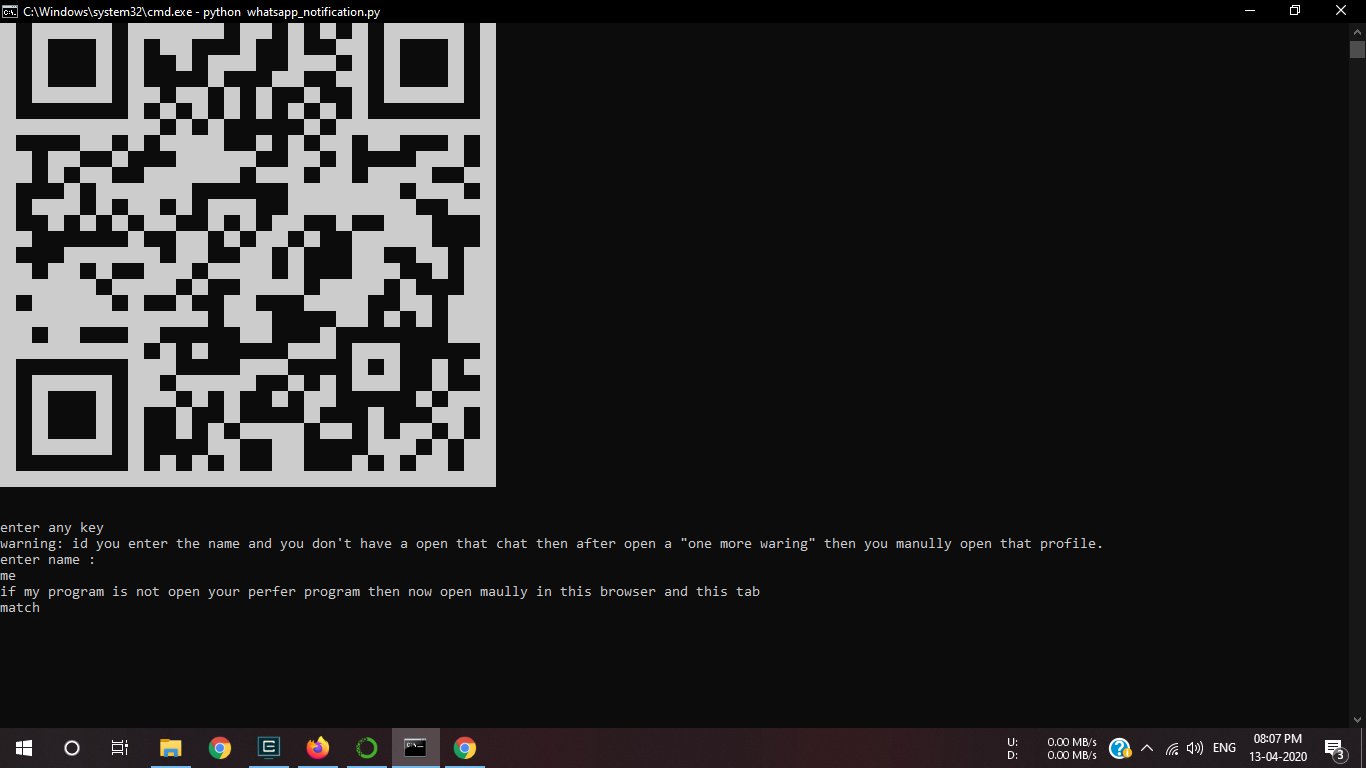 C:\Windows\system32\cmd.exe - python  whatsapp_notification.py
enter any key
warning: id you enter the name and you don't have a open that chat then after open a "one more waring" then you manully open that profile.
enter name :
me
if my program is not open your perfer program then now open maully in this browser and this tab
match
U: 0.00 MB/s
D: 0.00 MB/s
ENG
08:07 PM
13-04-2020
3